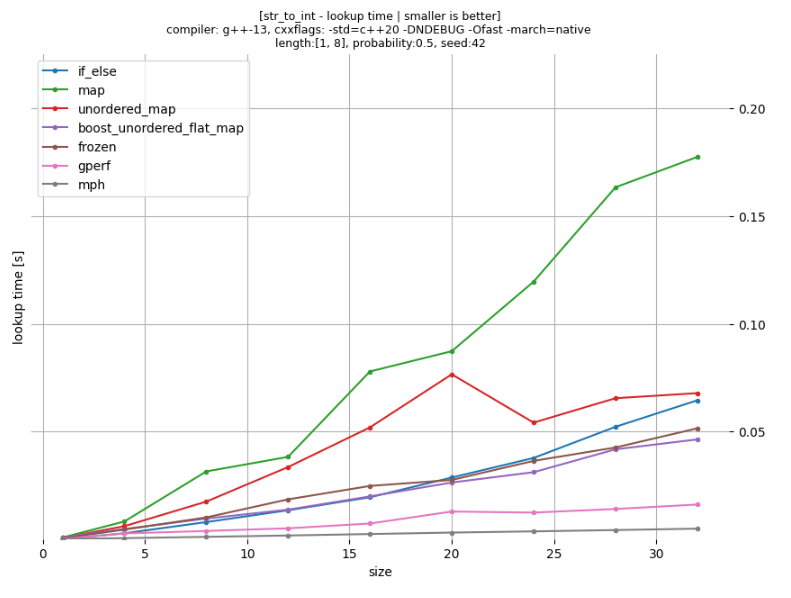 [str_to_int - lookup time | smaller is better]
compiler: g++-13, cxxflags: -std=c++20 -DNDEBUG -Ofast -march=native
length:[1, 8], probability:0.5, seed:42
if_else
map
unordered_map
boost_unordered_flat_map
frozen
gperf
mph
0.20
0.15
0.10
0.05
lookup time [s]
0 5 10 15 20 25 30
size